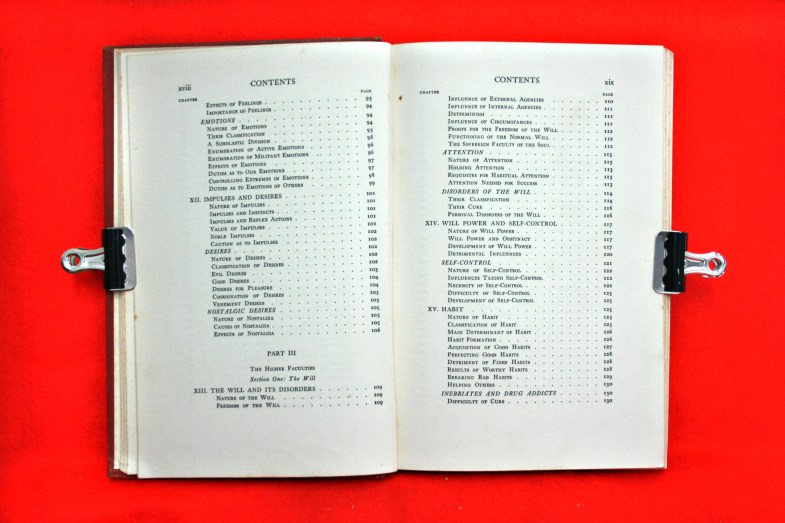 xviii
CONTENTS
CHAPTER PAGE
Effects of Feelings 93
Importance of Feelings 94
EMOTIONS 94
Nature of Emotions 94
Their Classification 95
A Scholastic Division 96
Enumeration of Active Emotions 96
Enumeration of Militant Emotions 96
Effects of Emotions 97
Duties as to Our Emotions 97
Controlling Extremes in Emotions 98
Duties as to Emotions of Others 99
XII. IMPULSES AND DESIRES 101
Nature of Impulses 101
Impulses and Instincts 101
Impulses and Reflex Actions 101
Value of Impulses 101
Noble Impulses 102
Caution as to Impulses 102
DESIRES 102
Nature of Desires 102
Classification of Desires 102
Evil Desires 103
Good Desires 104
Desires for Pleasure 104
Coordination of Desires 105
Vehement Desires 105
NOSTALGIC DESIRES 105
Nature of Nostalgia 105
Causes of Nostalgia 105
Effects of Nostalgia 106
PART III
The Higher Faculties
Section One: The Will
XIII. THE WILL AND ITS DISORDERS 109
Nature of the Will 109
Freedom of the Will 109
CONTENTS
xix
CHAPTER PAGE
Influence of External Agencies 110
Influence of Internal Agencies 111
Determinism 111
Influence of Circumstances 111
Proofs for the Freedom of the Will 112
Functioning of the Normal Will 112
The Sovereign Faculty of the Soul 112
ATTENTION 113
Nature of Attention 113
Holding Attention 113
Requisites for Habitual Attention 113
Attention Needed for Success 113
DISORDERS OF THE WILL 114
Their Classification 114
Their Cure 116
Personal Disorders of the Will 116
XIV. WILL POWER AND SELF-CONTROL 117
Nature of Will Power 117
Will Power and Obstinacy 117
Development of Will Power 117
Detrimental Influences 120
SELF-CONTROL 121
Nature of Self-Control 122
Influences Taxing Self-Control 122
Necessity of Self-Control 122
Difficulty of Self-Control 123
Development of Self-Control 123
XV. HABIT 125
Nature of Habit 125
Classification of Habit 125
Main Determinant of Habit 126
Habit Formation 126
Acquisition of Good Habits 127
Perfecting Good Habits 128
Detriment of Fixed Habits 128
Results of Worthy Habits 128
Breaking Bad Habits 128
Helping Others 130
INEBRIATES AND DRUG ADDICTS 130
Difficulty of Cure 130